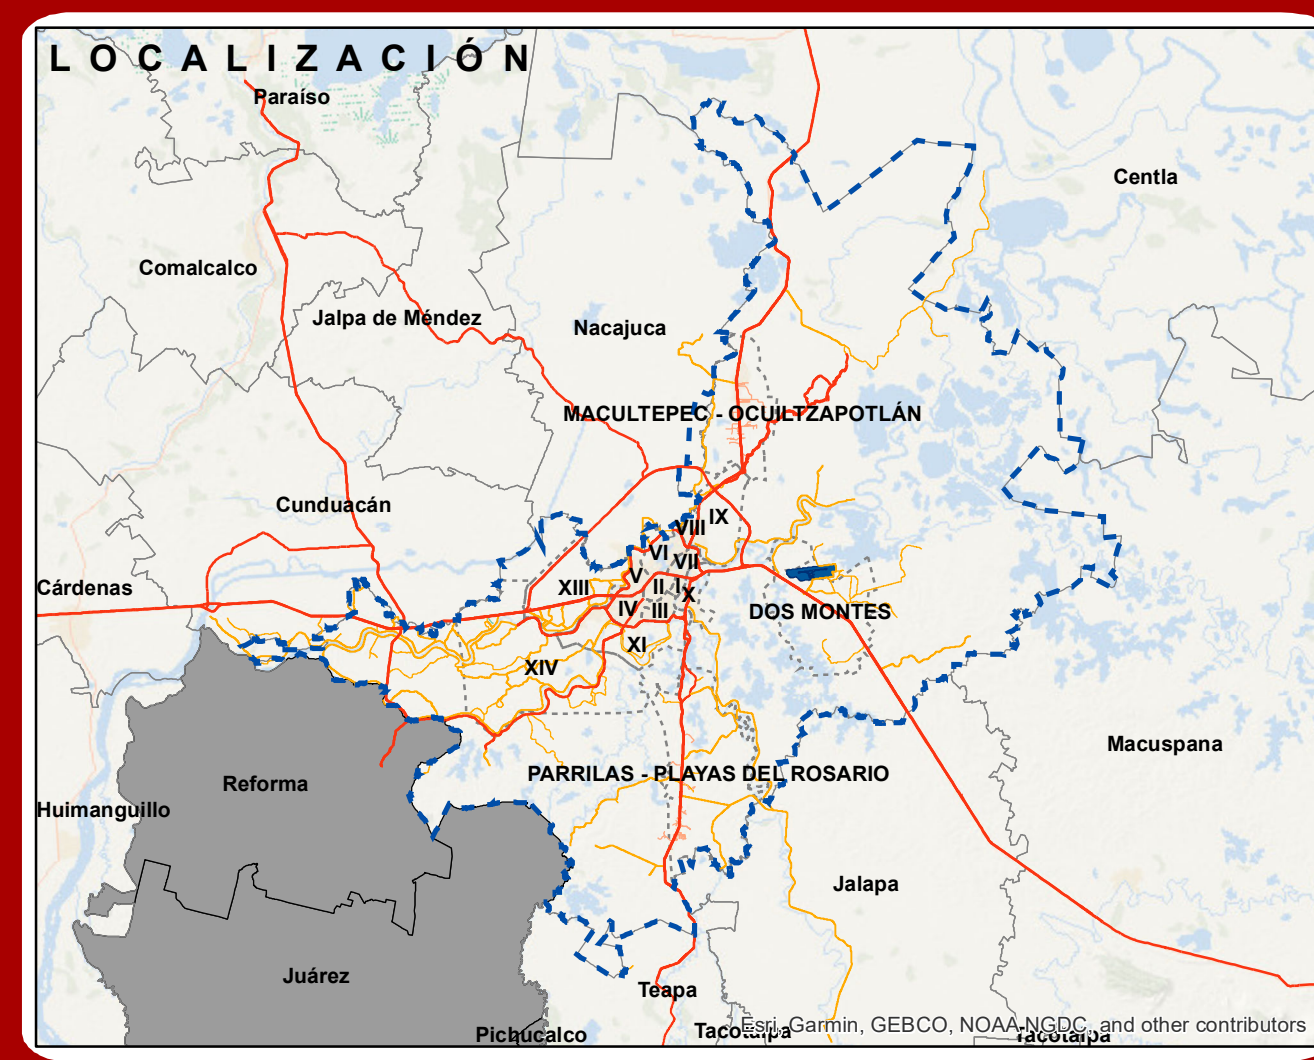 LOCALIZACIÓN
Paraíso
Centla
Comalcalco
Jalpa de Méndez
Nacajuca
MACULTEPEC - OCUILTZAPOTLÁN
Cunduacán
IX
VIII
VI
VII
V
Cárdenas
XIII
II
I
X
IV
III
DOS MONTES
XI
XIV
Macuspana
PARRILAS - PLAYAS DEL ROSARIO
Reforma
Huimanguillo
Jalapa
Juárez
Teapa
Pichucalco
Tacotalpa
Tacotalpa
Esri, Garmin, GEBCO, NOAA NGDC, and other contributors